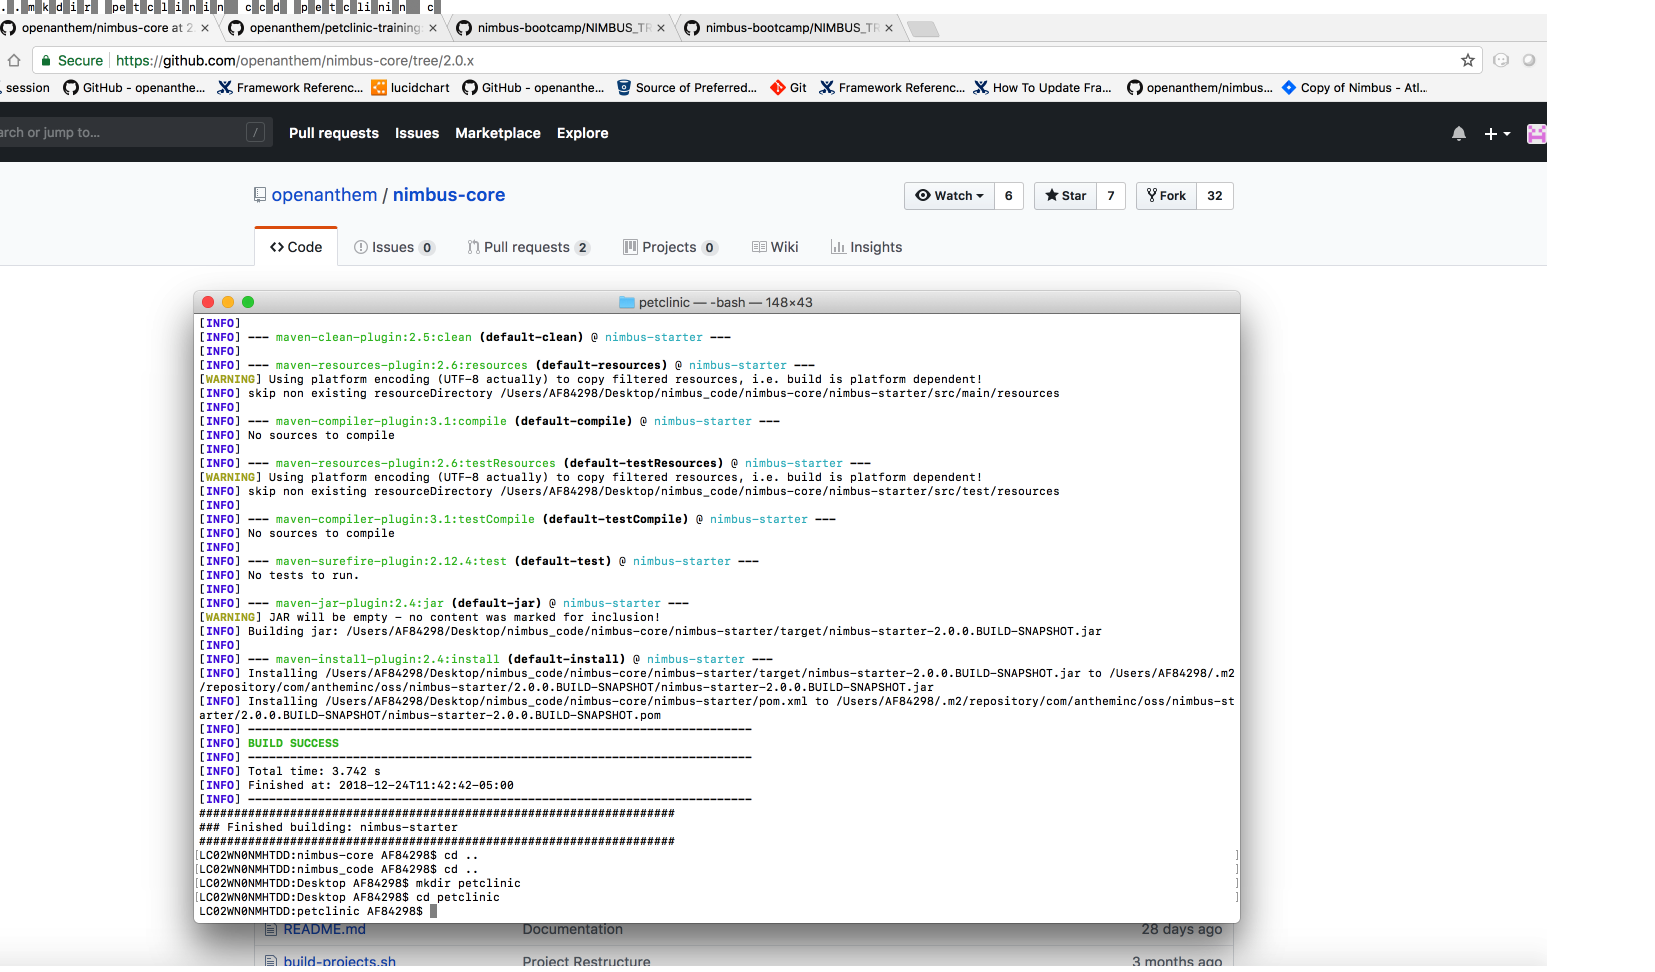 openanthem/nimbus-core at 2. × openanthem/petclinic-training × nimbus-bootcamp/NIMBUS_TR × nimbus-bootcamp/NIMBUS_TR ×
Secure https://github.com/openanthem/nimbus-core/tree/2.0.x
session GitHub - openanthe... Framework Referenc... lucidchart GitHub - openanthe... Source of Preferred... Git Framework Referenc... How To Update Fra... openanthem/nimbus... Copy of Nimbus - Atl...
arch or jump to... / Pull requests Issues Marketplace Explore
openanthem / nimbus-core Watch 6 Star 7 Fork 32
<> Code Issues 0 Pull requests 2 Projects 0 Wiki Insights
petclinic — -bash — 148×43
[INFO]
[INFO] --- maven-clean-plugin:2.5:clean (default-clean) @ nimbus-starter ---
[INFO]
[INFO] --- maven-resources-plugin:2.6:resources (default-resources) @ nimbus-starter ---
[WARNING] Using platform encoding (UTF-8 actually) to copy filtered resources, i.e. build is platform dependent!
[INFO] skip non existing resourceDirectory /Users/AF84298/Desktop/nimbus_code/nimbus-core/nimbus-starter/src/main/resources
[INFO]
[INFO] --- maven-compiler-plugin:3.1:compile (default-compile) @ nimbus-starter ---
[INFO] No sources to compile
[INFO]
[INFO] --- maven-resources-plugin:2.6:testResources (default-testResources) @ nimbus-starter ---
[WARNING] Using platform encoding (UTF-8 actually) to copy filtered resources, i.e. build is platform dependent!
[INFO] skip non existing resourceDirectory /Users/AF84298/Desktop/nimbus_code/nimbus-core/nimbus-starter/src/test/resources
[INFO]
[INFO] --- maven-compiler-plugin:3.1:testCompile (default-testCompile) @ nimbus-starter ---
[INFO] No sources to compile
[INFO]
[INFO] --- maven-surefire-plugin:2.12.4:test (default-test) @ nimbus-starter ---
[INFO] No tests to run.
[INFO]
[INFO] --- maven-jar-plugin:2.4:jar (default-jar) @ nimbus-starter ---
[WARNING] JAR will be empty - no content was marked for inclusion!
[INFO] Building jar: /Users/AF84298/Desktop/nimbus_code/nimbus-core/nimbus-starter/target/nimbus-starter-2.0.0.BUILD-SNAPSHOT.jar
[INFO]
[INFO] --- maven-install-plugin:2.4:install (default-install) @ nimbus-starter ---
[INFO] Installing /Users/AF84298/Desktop/nimbus_code/nimbus-core/nimbus-starter/target/nimbus-starter-2.0.0.BUILD-SNAPSHOT.jar to /Users/AF84298/.m2
/repository/com/antheminc/oss/nimbus-starter/2.0.0.BUILD-SNAPSHOT/nimbus-starter-2.0.0.BUILD-SNAPSHOT.jar
[INFO] Installing /Users/AF84298/Desktop/nimbus_code/nimbus-core/nimbus-starter/pom.xml to /Users/AF84298/.m2/repository/com/antheminc/oss/nimbus-st
arter/2.0.0.BUILD-SNAPSHOT/nimbus-starter-2.0.0.BUILD-SNAPSHOT.pom
[INFO] ------------------------------------------------------------------------
[INFO] BUILD SUCCESS
[INFO] ------------------------------------------------------------------------
[INFO] Total time: 3.742 s
[INFO] Finished at: 2018-12-24T11:42:42-05:00
[INFO] ------------------------------------------------------------------------
####################################################################
### Finished building: nimbus-starter
####################################################################
[LC02WN0NMHTDD:nimbus-core AF84298$ cd .. ]
[LC02WN0NMHTDD:nimbus_code AF84298$ cd .. ]
[LC02WN0NMHTDD:Desktop AF84298$ mkdir petclinic ]
[LC02WN0NMHTDD:Desktop AF84298$ cd petclinic ]
LC02WN0NMHTDD:petclinic AF84298$
README.md Documentation 28 days ago
build-projects.sh Project Restructure 3 months ago